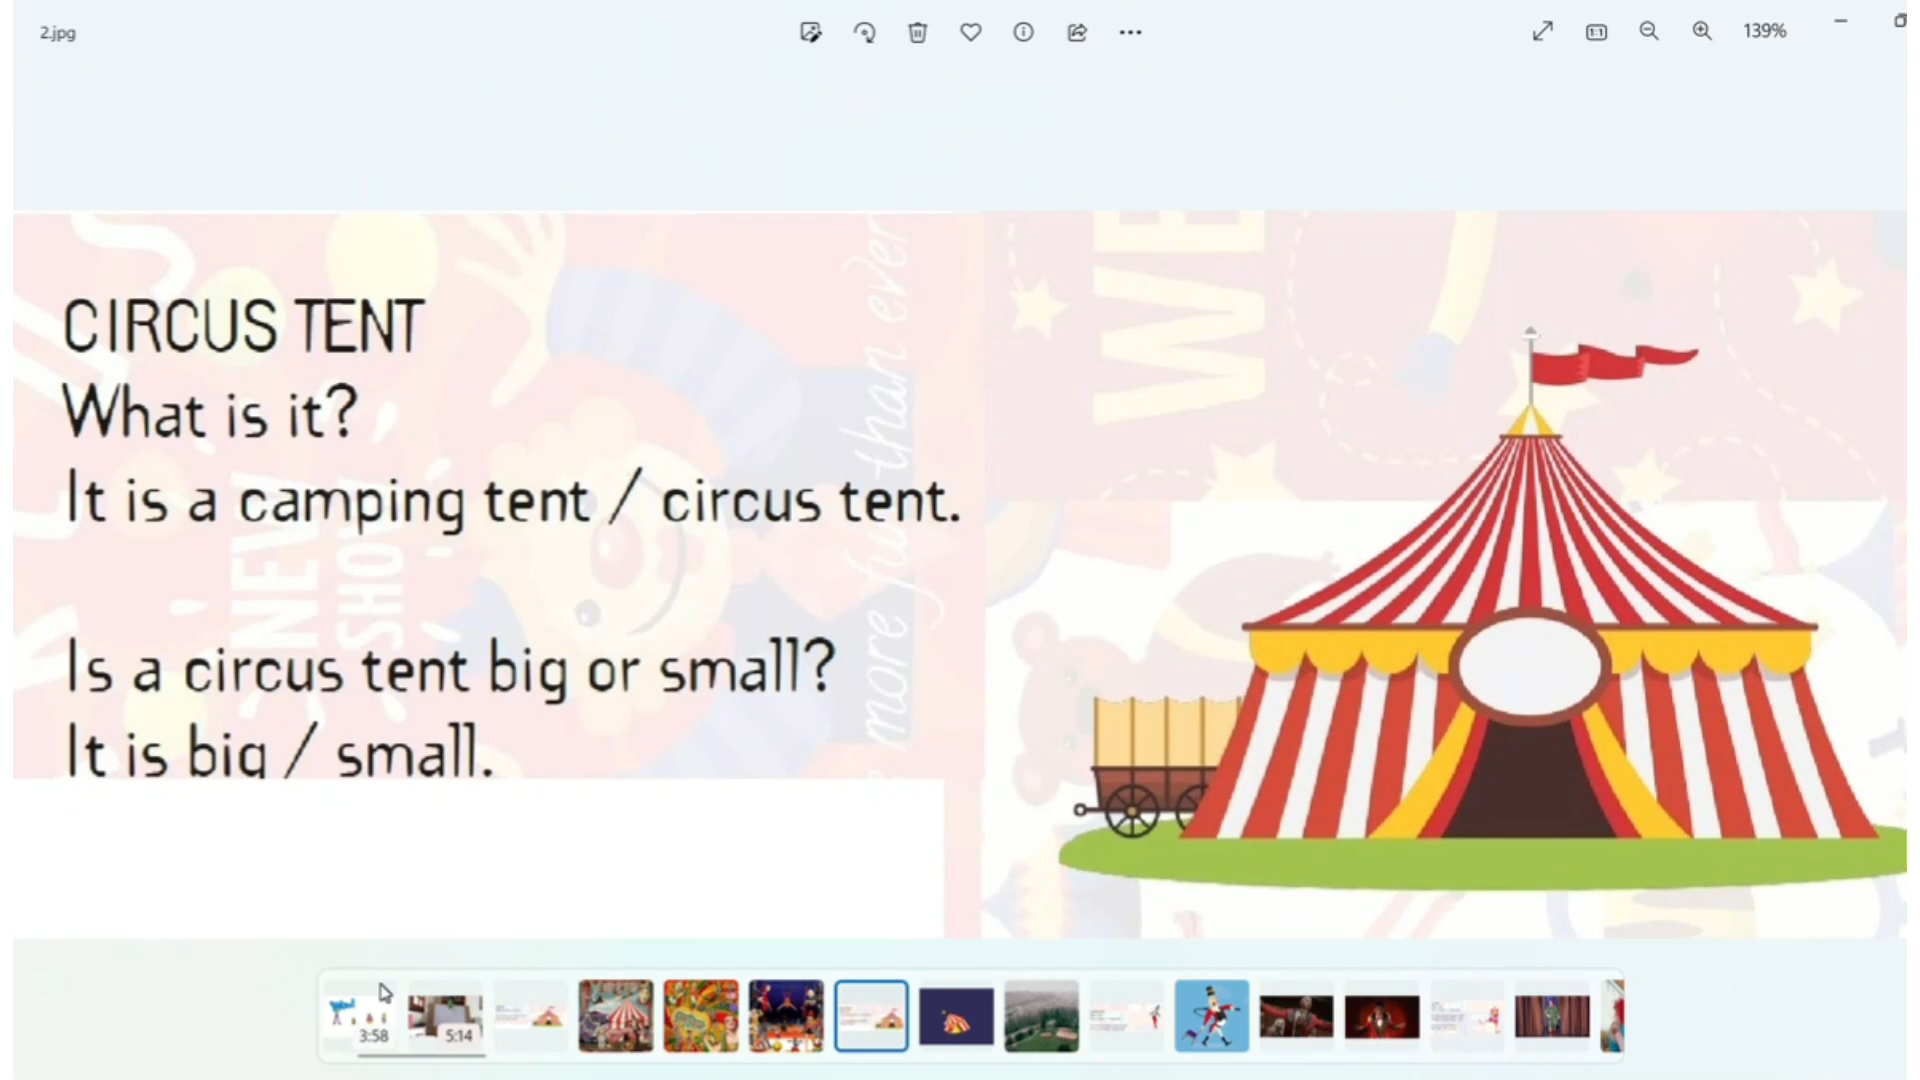 2.jpg
139%
CIRCUS TENT
What is it?
It is a camping tent / circus tent.
Is a circus tent big or small?
It is big / small.
NEW
SHOW
more fun than ever
WE
3:58
5:14